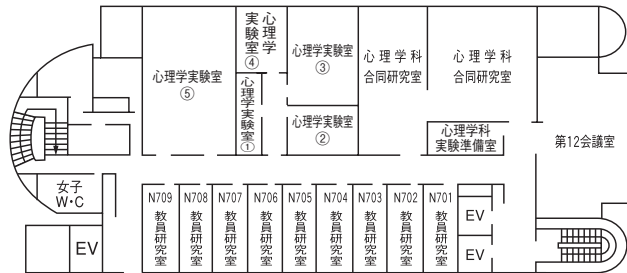 心理学実験室
⑤
心理学
実験室
④
心理学実験室①
心理学実験室
③
心理学実験室
②
心理学科
合同研究室
心理学科
合同研究室
心理学科
実験準備室
第12会議室
女子
W・C
EV
N709
教員研究室
N708
教員研究室
N707
教員研究室
N706
教員研究室
N705
教員研究室
N704
教員研究室
N703
教員研究室
N702
教員研究室
N701
教員研究室
EV
EV